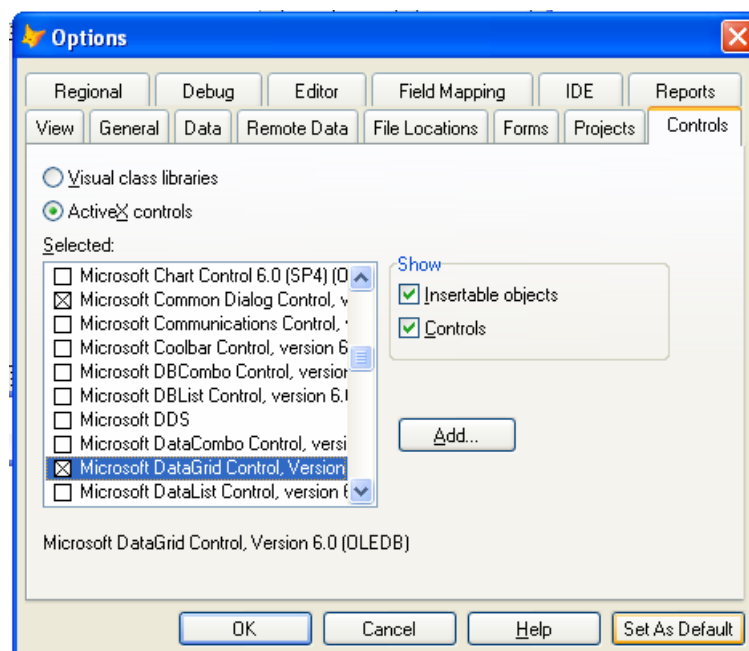 Options
Regional Debug Editor Field Mapping IDE Reports
View General Data Remote Data File Locations Forms Projects Controls
Visual class libraries
ActiveX controls
Selected:
Microsoft Chart Control 6.0 (SP4) (O
Microsoft Common Dialog Control, v
Microsoft Communications Control,
Microsoft Coolbar Control, version 6
Microsoft DBCombo Control, version
Microsoft DBList Control, version 6.
Microsoft DDS
Microsoft DataCombo Control, versi
Microsoft DataGrid Control, Version
Microsoft DataList Control, version 6
Show
Insertable objects
Controls
Add...
Microsoft DataGrid Control, Version 6.0 (OLEDB)
OK Cancel Help Set As Default